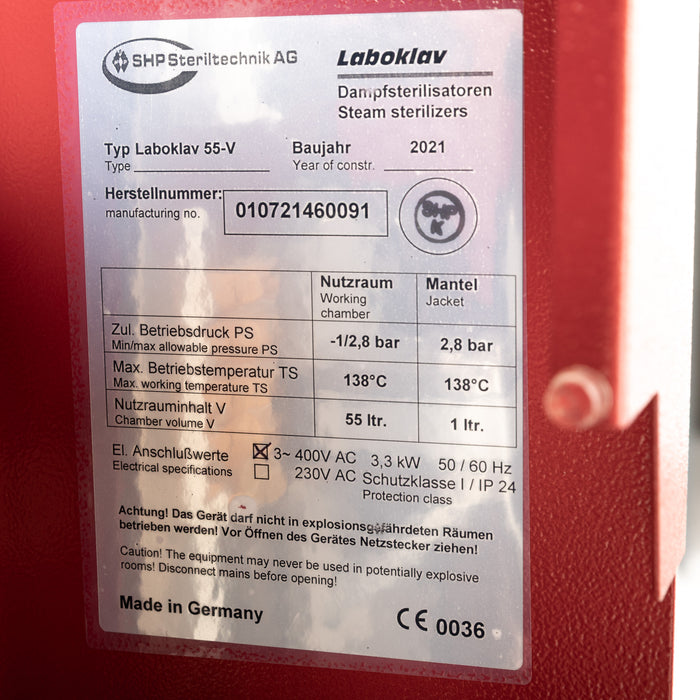 SHP Steriltechnik AG
Laboklav
Dampfsterilisatoren
Steam sterilizers
Typ Laboklav 55-V
Type
Baujahr 2021
Year of constr.
Herstellnummer:
manufacturing no.
010721460091
SHP
K
Nutzraum
Working
chamber
Mantel
Jacket
Zul. Betriebsdruck PS
Min/max allowable pressure PS
-1/2,8 bar
2,8 bar
Max. Betriebstemperatur TS
Max. working temperature TS
138°C
138°C
Nutzrauminhalt V
Chamber volume V
55 ltr.
1 ltr.
El. Anschlußwerte
Electrical specifications
☒ 3~ 400V AC 3,3 kW 50 / 60 Hz
☐ 230V AC Schutzklasse I / IP 24
Protection class
Achtung! Das Gerät darf nicht in explosionsgefährdeten Räumen
betrieben werden! Vor Öffnen des Gerätes Netzstecker ziehen!
Caution! The equipment may never be used in potentially explosive
rooms! Disconnect mains before opening!
Made in Germany
CE 0036